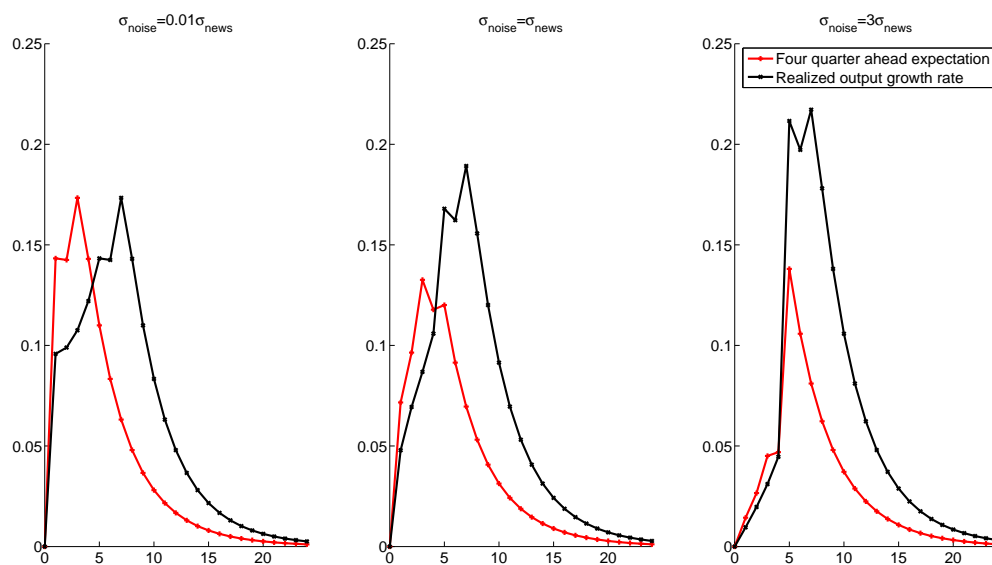 σnoise=0.01σnews
0.25
0.2
0.15
0.1
0.05
0
0 5 10 15 20
σnoise=σnews
0.25
0.2
0.15
0.1
0.05
0
0 5 10 15 20
σnoise=3σnews
0.25
Four quarter ahead expectation
Realized output growth rate
0.2
0.15
0.1
0.05
0
0 5 10 15 20